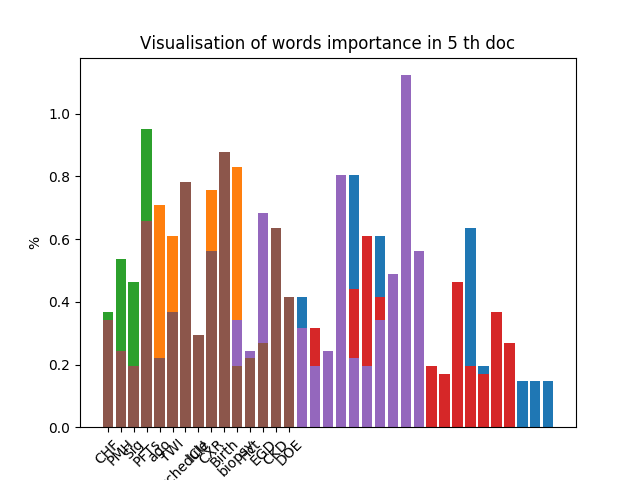 Visualisation of words importance in 5 th doc
%
1.0
0.8
0.6
0.4
0.2
0.0
CHF
PMH
Sig
PFTs
ago
TWI
CXR
Birth
biopsy
EGD
CKD
DOE